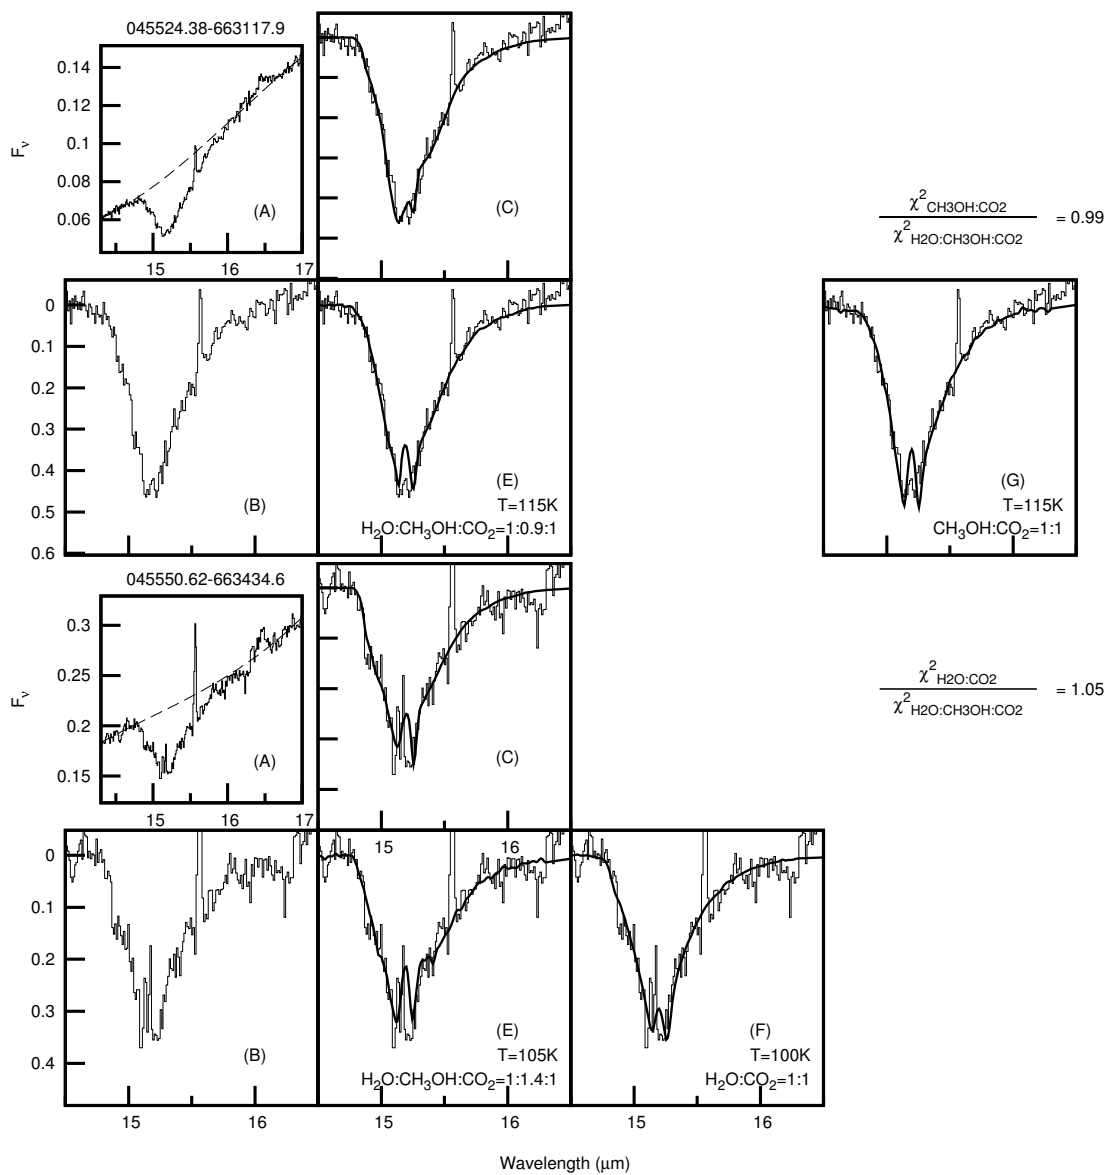 045524.38-663117.9
0.14
0.12
0.1
0.08
0.06
Fν
(A)
15
16
17
(C)
χ²CH3OH:CO2
χ²H2O:CH3OH:CO2
= 0.99
0
0.1
0.2
0.3
0.4
0.5
0.6
(B)
(E)
T=115K
H₂O:CH₃OH:CO₂=1:0.9:1
(G)
T=115K
CH₃OH:CO₂=1:1
045550.62-663434.6
0.3
0.25
0.2
0.15
Fν
(A)
15
16
17
(C)
χ²H2O:CO2
χ²H2O:CH3OH:CO2
= 1.05
15
16
0
0.1
0.2
0.3
0.4
(B)
(E)
T=105K
H₂O:CH₃OH:CO₂=1:1.4:1
(F)
T=100K
H₂O:CO₂=1:1
15
16
15
16
15
16
Wavelength (μm)